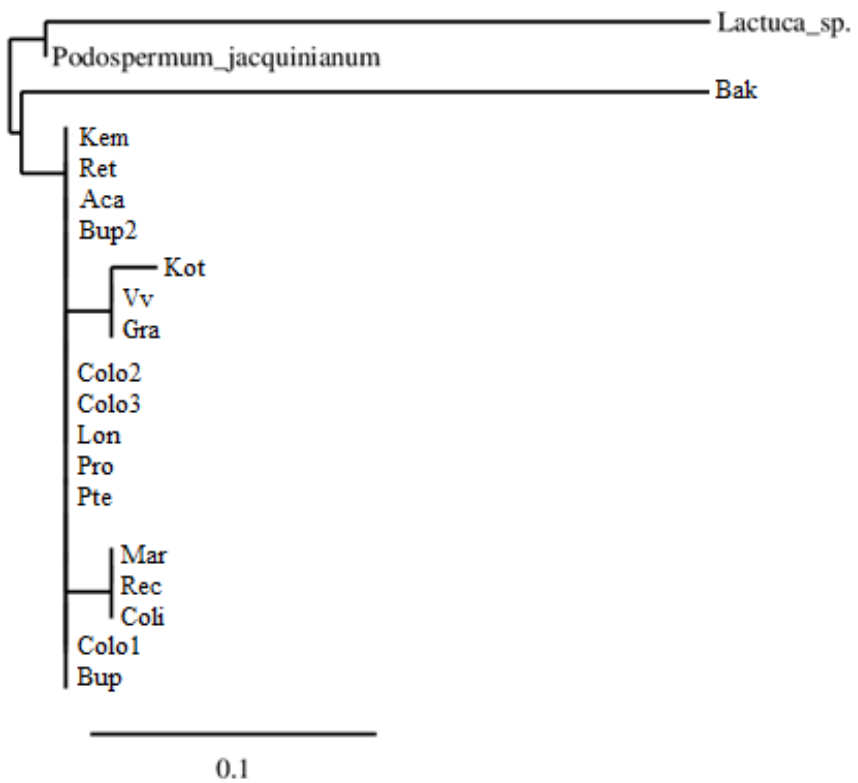 Lactuca_sp.
Podospermum_jacquinianum
Bak
Kem
Ret
Aca
Bup2
Kot
Vv
Gra
Colo2
Colo3
Lon
Pro
Pte
Mar
Rec
Coli
Colo1
Bup
0.1